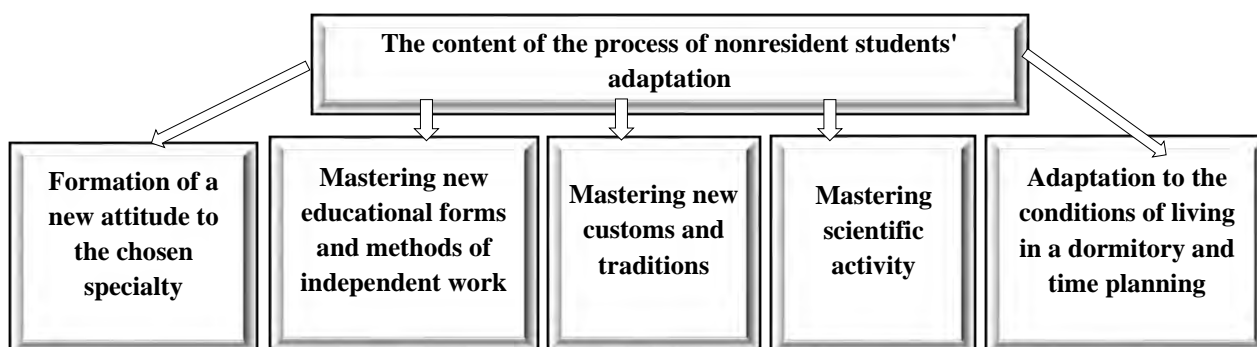 The content of the process of nonresident students'
adaptation
Formation of a
new attitude to
the chosen
specialty
Mastering new
educational forms
and methods of
independent work
Mastering new
customs and
traditions
Mastering
scientific
activity
Adaptation to the
conditions of living
in a dormitory and
time planning